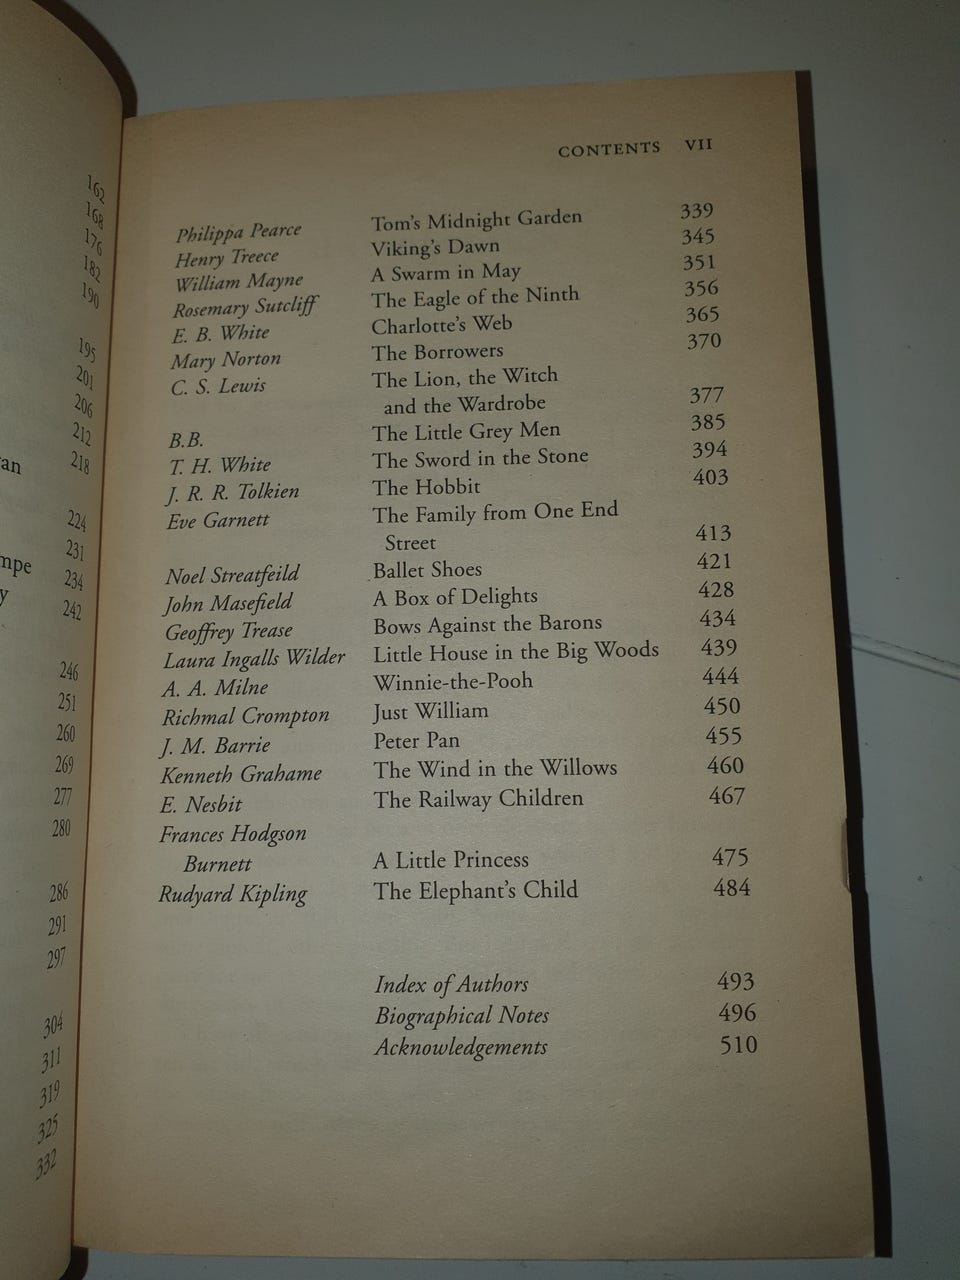 162
168
176
182
190
195
201
206
212
an 218
224
231
mpe 234
y 242
246
251
260
269
277
280
286
291
297
304
311
319
325
332
CONTENTS VII
Philippa Pearce Tom's Midnight Garden 339
Henry Treece Viking's Dawn 345
William Mayne A Swarm in May 351
Rosemary Sutcliff The Eagle of the Ninth 356
E. B. White Charlotte's Web 365
Mary Norton The Borrowers 370
C. S. Lewis The Lion, the Witch
and the Wardrobe 377
B.B. The Little Grey Men 385
T. H. White The Sword in the Stone 394
J. R. R. Tolkien The Hobbit 403
Eve Garnett The Family from One End
Street 413
Noel Streatfeild Ballet Shoes 421
John Masefield A Box of Delights 428
Geoffrey Trease Bows Against the Barons 434
Laura Ingalls Wilder Little House in the Big Woods 439
A. A. Milne Winnie-the-Pooh 444
Richmal Crompton Just William 450
J. M. Barrie Peter Pan 455
Kenneth Grahame The Wind in the Willows 460
E. Nesbit The Railway Children 467
Frances Hodgson
Burnett A Little Princess 475
Rudyard Kipling The Elephant's Child 484
Index of Authors 493
Biographical Notes 496
Acknowledgements 510